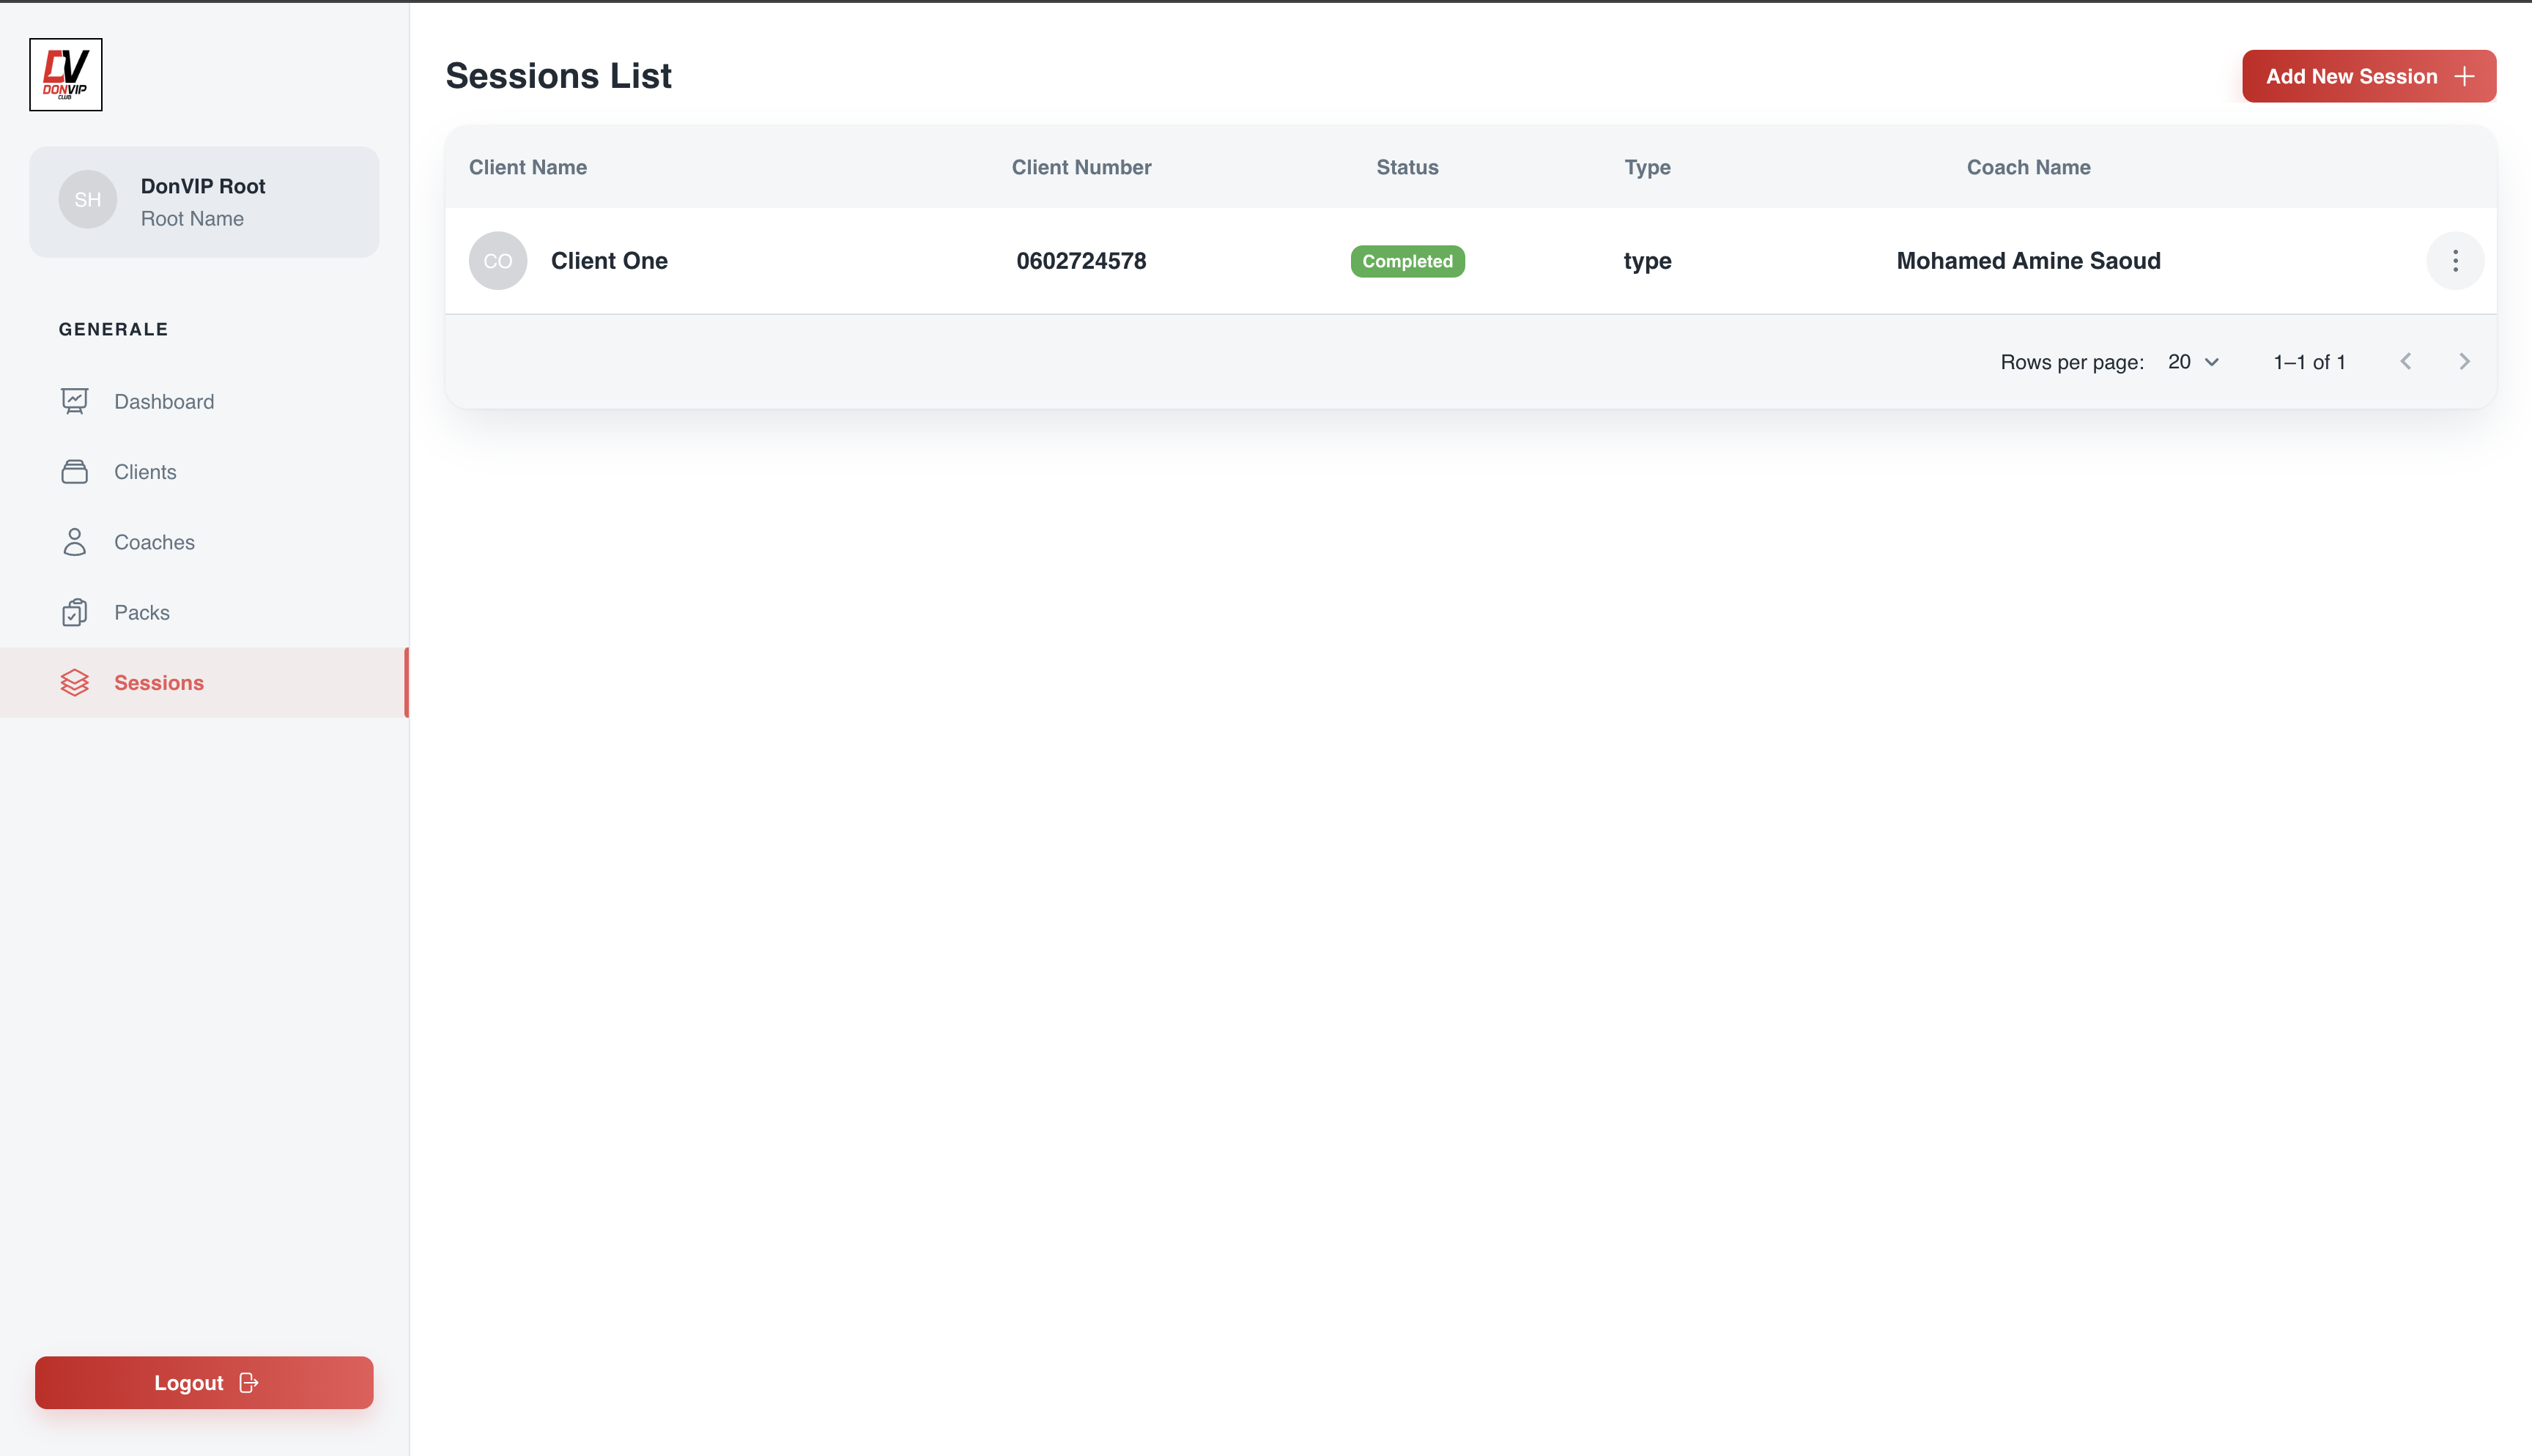 DV
DONVIP
CLUB
SH
DonVIP Root
Root Name
GENERALE
Dashboard
Clients
Coaches
Packs
Sessions
Logout
Sessions List
Add New Session
Client Name Client Number Status Type Coach Name
CO Client One 0602724578 Completed type Mohamed Amine Saoud
Rows per page: 20 1–1 of 1